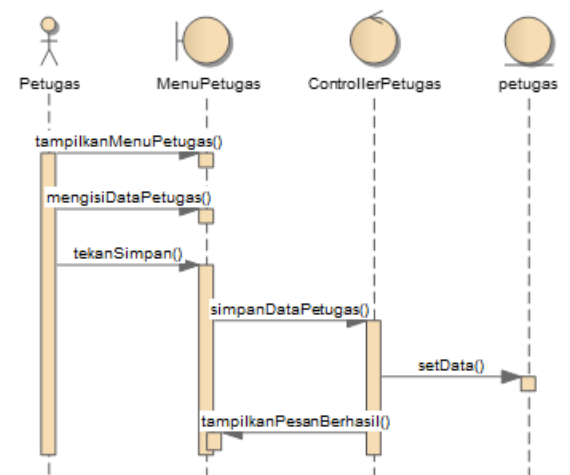 Petugas
MenuPetugas
ControllerPetugas
petugas
tampilkanMenuPetugas()
mengisiDataPetugas()
tekanSimpan()
simpanDataPetugas()
setData()
tampilkanPesanBerhasil()